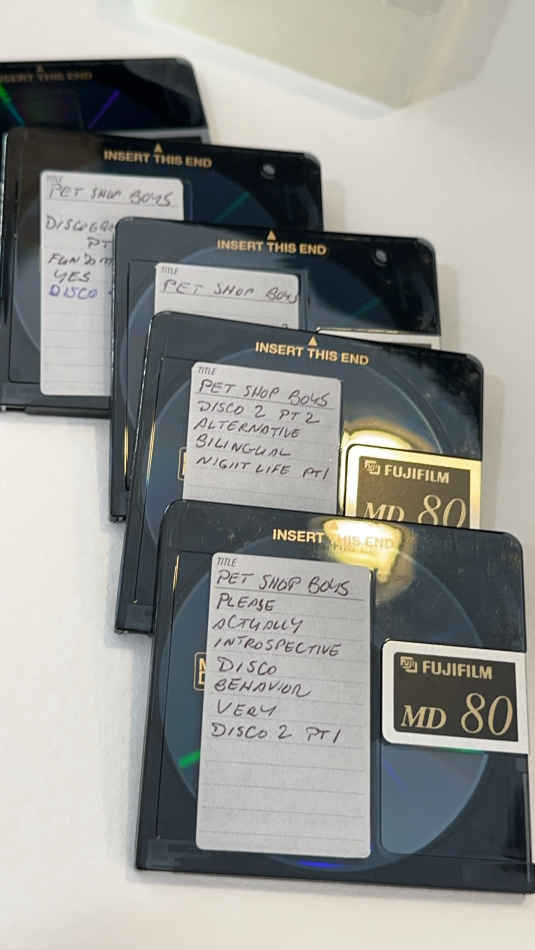 INSERT THIS END
INSERT THIS END
TITLE
PET SHOP BOYS
PT
YES
DISCO
INSERT THIS END
TITLE
PET SHOP BOYS
INSERT THIS END
TITLE
PET SHOP BOYS
DISCO 2 PT 2
ALTERNATIVE
BILINGUAL
NIGHT LIFE PT1
FUJIFILM
MD 80
INSERT THIS END
TITLE
PET SHOP BOYS
PLEASE
ACTUALLY
INTROSPECTIVE
DISCO
BEHAVIOR
VERY
DISCO 2 PT1
FUJIFILM
MD 80